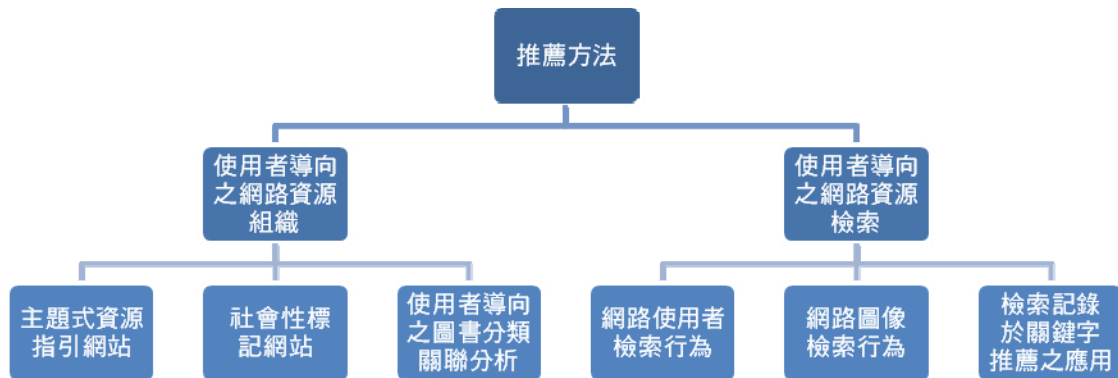 推薦方法
使用者導向
之網路資源
組織
使用者導向
之網路資源
檢索
主題式資源
指引網站
社會性標
記網站
使用者導向
之圖書分類
關聯分析
網路使用者
檢索行為
網路圖像
檢索行為
檢索記錄
於關鍵字
推薦之應用